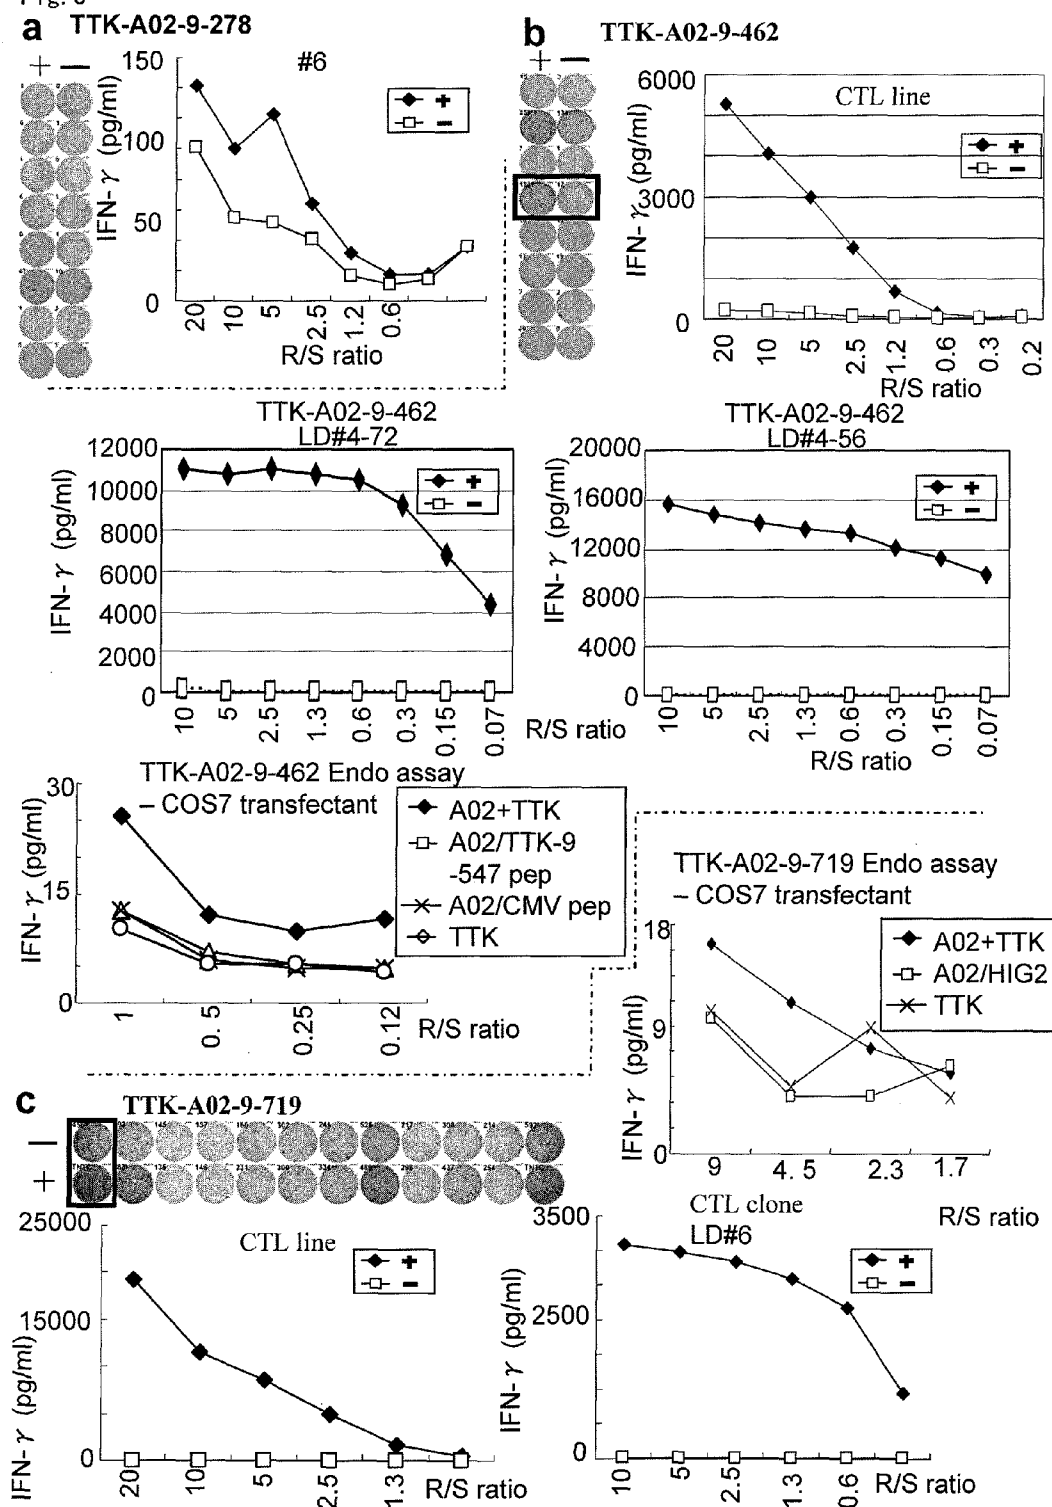 a TTK-A02-9-278
+ −
#6
IFN-γ (pg/ml)
150
100
50
0
+
−
20 10 5 2.5 1.2 0.6
R/S ratio
b TTK-A02-9-462
+ −
CTL line
IFN-γ (pg/ml)
6000
3000
0
+
−
20 10 5 2.5 1.2 0.6 0.3 0.2
R/S ratio
TTK-A02-9-462
LD#4-72
IFN-γ (pg/ml)
12000
10000
8000
6000
4000
2000
0
+
−
10 5 2.5 1.3 0.6 0.3 0.15 0.07
R/S ratio
TTK-A02-9-462
LD#4-56
IFN-γ (pg/ml)
20000
16000
12000
8000
4000
0
+
−
10 5 2.5 1.3 0.6 0.3 0.15 0.07
R/S ratio
TTK-A02-9-462 Endo assay
– COS7 transfectant
IFN-γ (pg/ml)
30
15
0
A02+TTK
A02/TTK-9
-547 pep
A02/CMV pep
TTK
1 0.5 0.25 0.12
R/S ratio
TTK-A02-9-719 Endo assay
– COS7 transfectant
IFN-γ (pg/ml)
18
9
0
A02+TTK
A02/HIG2
TTK
9 4.5 2.3 1.7
R/S ratio
c TTK-A02-9-719
−
+
CTL line
IFN-γ (pg/ml)
25000
15000
0
+
−
20 10 5 2.5 1.3
R/S ratio
CTL clone
LD#6
IFN-γ (pg/ml)
3500
2500
0
+
−
10 5 2.5 1.3 0.6
R/S ratio